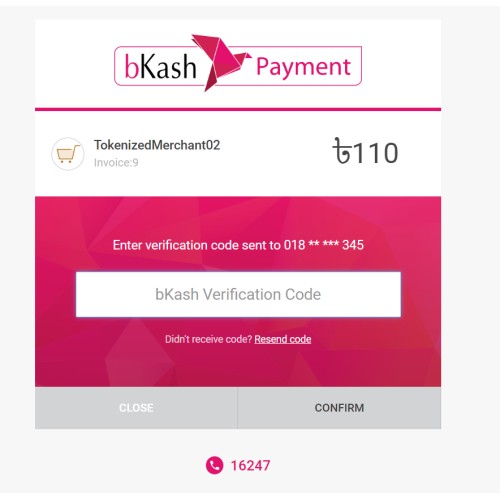 bKash Payment
TokenizedMerchant02
Invoice:9
৳110
Enter verification code sent to 018 ** *** 345
bKash Verification Code
Didn't receive code? Resend code
CLOSE
CONFIRM
16247